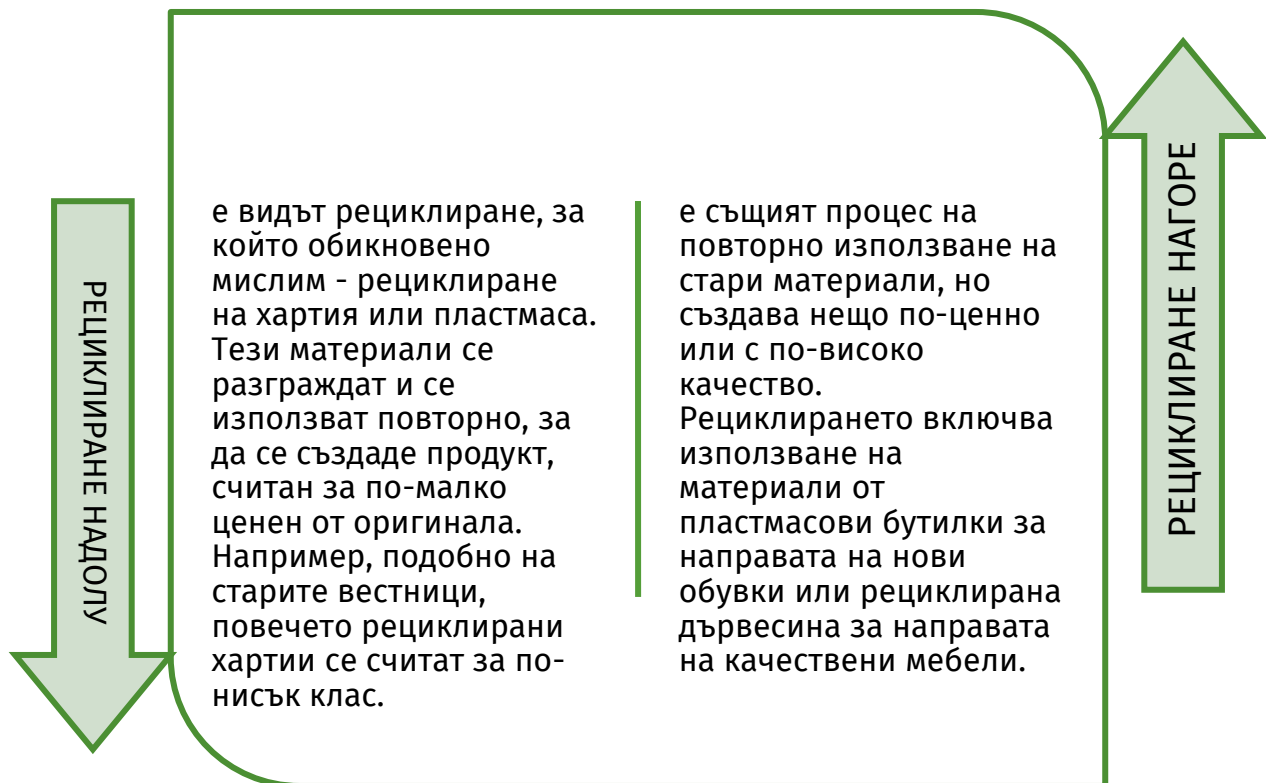 РЕЦИКЛИРАНЕ НАДОЛУ
е видът рециклиране, за
който обикновено
мислим - рециклиране
на хартия или пластмаса.
Тези материали се
разграждат и се
използват повторно, за
да се създаде продукт,
считан за по-малко
ценен от оригинала.
Например, подобно на
старите вестници,
повечето рециклирани
хартии се считат за по-
нисък клас.
РЕЦИКЛИРАНЕ НАГОРЕ
е същият процес на
повторно използване на
стари материали, но
създава нещо по-ценно
или с по-високо
качество.
Рециклирането включва
използване на
материали от
пластмасови бутилки за
направата на нови
обувки или рециклирана
дървесина за направата
на качествени мебели.